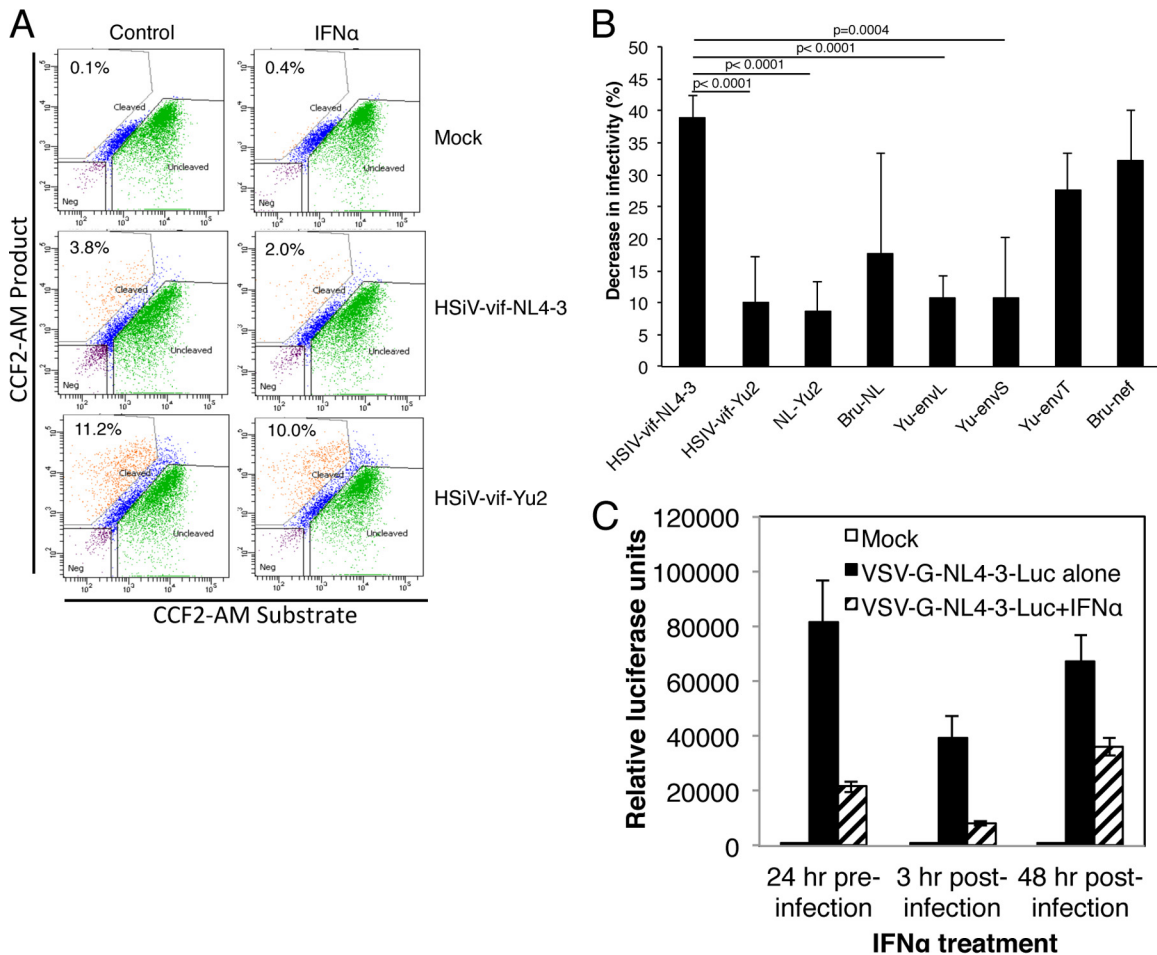 A
Control
IFNα
0.1%
Cleaved
Uncleaved
Neg
0.4%
Cleaved
Uncleaved
Neg
Mock
3.8%
Cleaved
Uncleaved
Neg
2.0%
Cleaved
Uncleaved
Neg
HSiV-vif-NL4-3
11.2%
Cleaved
Uncleaved
Neg
10.0%
Cleaved
Uncleaved
Neg
HSiV-vif-Yu2
10² 10³ 10⁴ 10⁵
CCF2-AM Product
CCF2-AM Substrate
B
p=0.0004
p< 0.0001
p< 0.0001
p< 0.0001
Decrease in infectivity (%)
50
45
40
35
30
25
20
15
10
5
0
HSIV-vif-NL4-3
HSIV-vif-Yu2
NL-Yu2
Bru-NL
Yu-envL
Yu-envS
Yu-envT
Bru-nef
C
Relative luciferase units
120000
100000
80000
60000
40000
20000
0
Mock
VSV-G-NL4-3-Luc alone
VSV-G-NL4-3-Luc+IFNα
24 hr pre-
infection
3 hr post-
infection
48 hr post-
infection
IFNα treatment